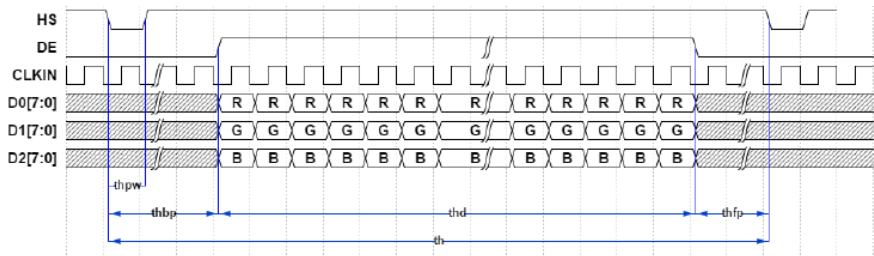 HS
DE
CLKIN
D0[7:0] R R R R R R R R R R R R
D1[7:0] G G G G G G G G G G G G
D2[7:0] B B B B B B B B B B B B
thpw
thbp thd thfp
th